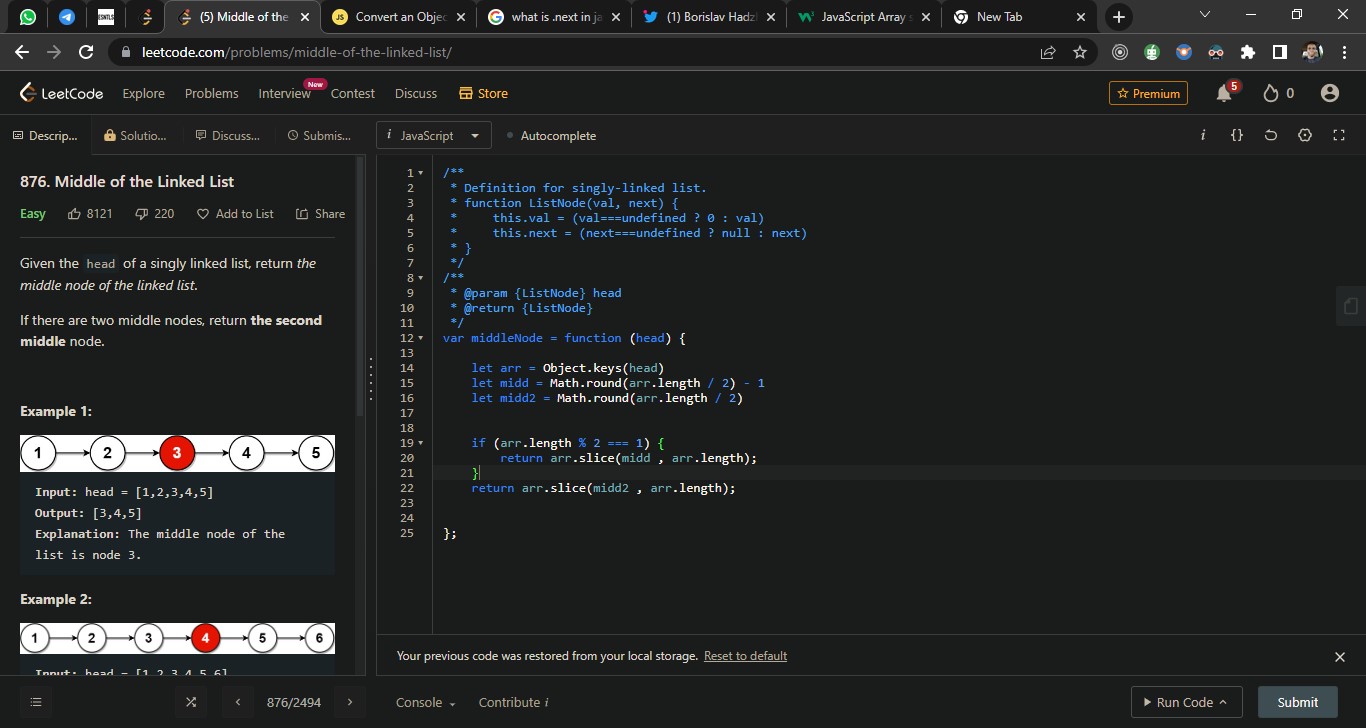 ESNTLS
(5) Middle of the
JS
Convert an Objec
what is .next in ja
(1) Borislav Hadz
JavaScript Array
New Tab
leetcode.com/problems/middle-of-the-linked-list/
LeetCode
Explore
Problems
Interview
New
Contest
Discuss
Store
Premium
5
0
Descrip...
Solutio...
Discuss...
Submis...
i JavaScript
Autocomplete
i
{}
876. Middle of the Linked List
Easy
8121
220
Add to List
Share
Given the head of a singly linked list, return the
middle node of the linked list.
If there are two middle nodes, return the second
middle node.
Example 1:
1 2 3 4 5
Input: head = [1,2,3,4,5]
Output: [3,4,5]
Explanation: The middle node of the
list is node 3.
Example 2:
1 2 3 4 5 6
Input: head = [1,2,3,4,5,6]
1 /**
2 * Definition for singly-linked list.
3 * function ListNode(val, next) {
4 *     this.val = (val===undefined ? 0 : val)
5 *     this.next = (next===undefined ? null : next)
6 * }
7 */
8 /**
9 * @param {ListNode} head
10 * @return {ListNode}
11 */
12 var middleNode = function (head) {
13
14     let arr = Object.keys(head)
15     let midd = Math.round(arr.length / 2) - 1
16     let midd2 = Math.round(arr.length / 2)
17
18
19     if (arr.length % 2 === 1) {
20         return arr.slice(midd , arr.length);
21     }
22     return arr.slice(midd2 , arr.length);
23
24
25 };
Your previous code was restored from your local storage. Reset to default
876/2494
Console
Contribute i
Run Code
Submit